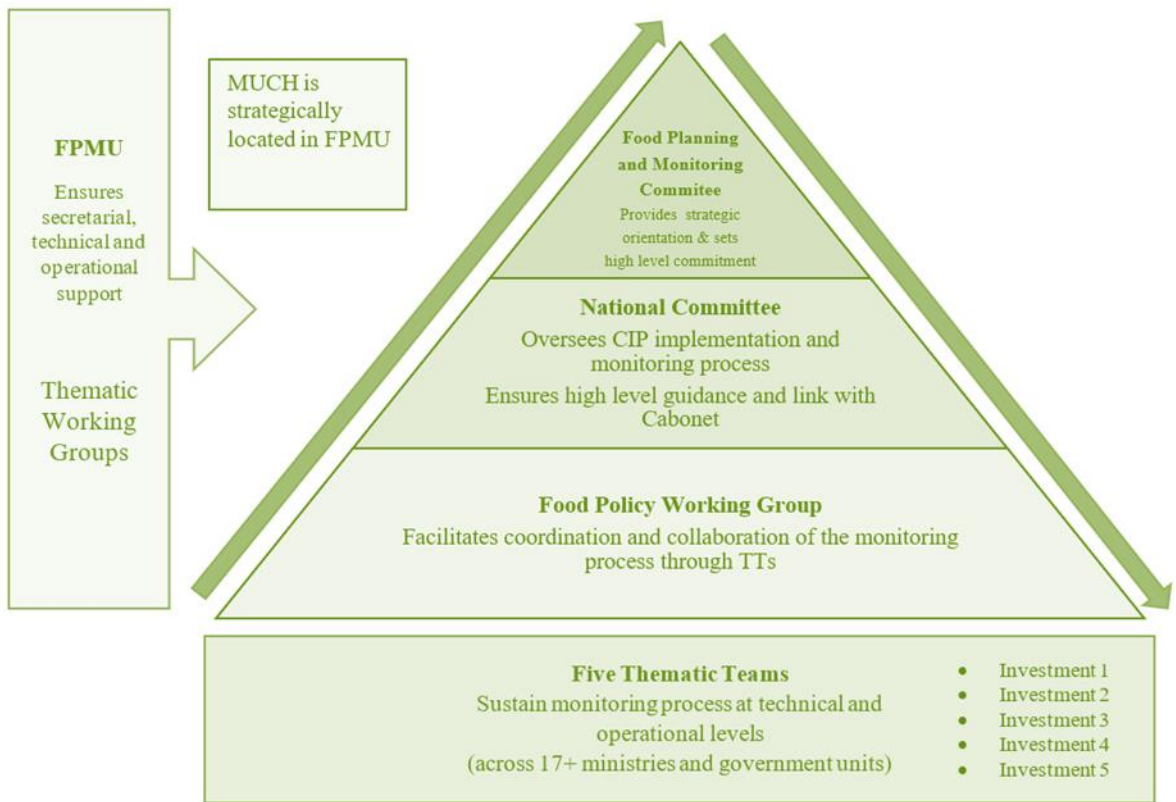 FPMU
Ensures
secretarial,
technical and
operational
support
Thematic
Working
Groups
MUCH is
strategically
located in FPMU
Food Planning
and Monitoring
Commitee
Provides strategic
orientation & sets
high level commitment
National Committee
Oversees CIP implementation and
monitoring process
Ensures high level guidance and link with
Cabonet
Food Policy Working Group
Facilitates coordination and collaboration of the monitoring
process through TTs
Five Thematic Teams
Sustain monitoring process at technical and
operational levels
(across 17+ ministries and government units)
• Investment 1
• Investment 2
• Investment 3
• Investment 4
• Investment 5